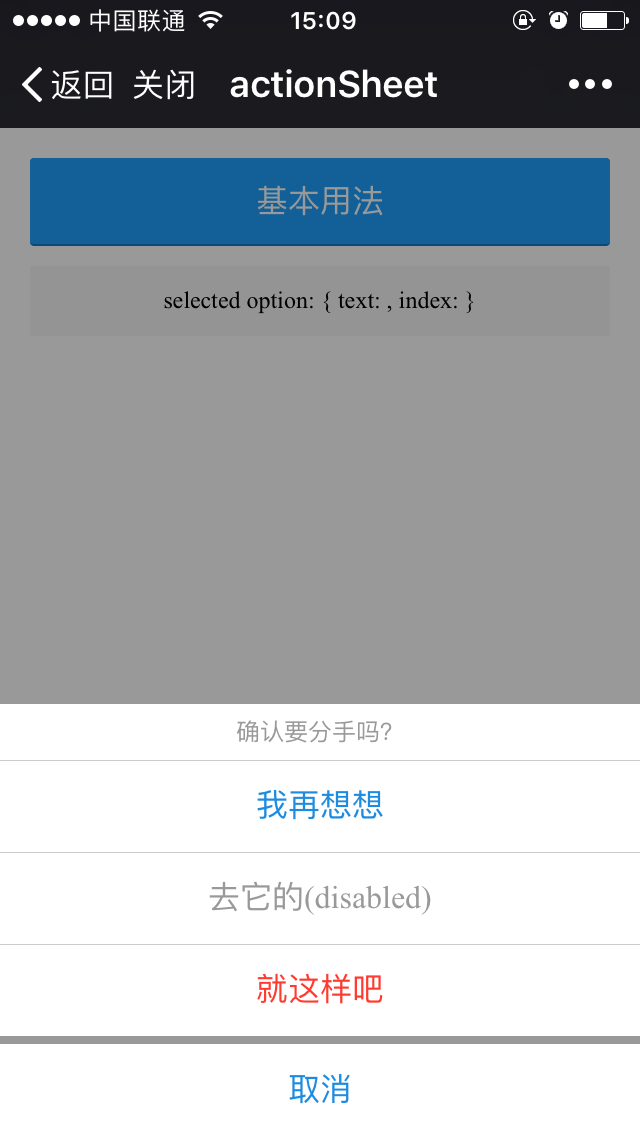 中国联通 15:09
返回 关闭 actionSheet
基本用法
selected option: { text: , index: }
确认要分手吗?
我再想想
去它的(disabled)
就这样吧
取消